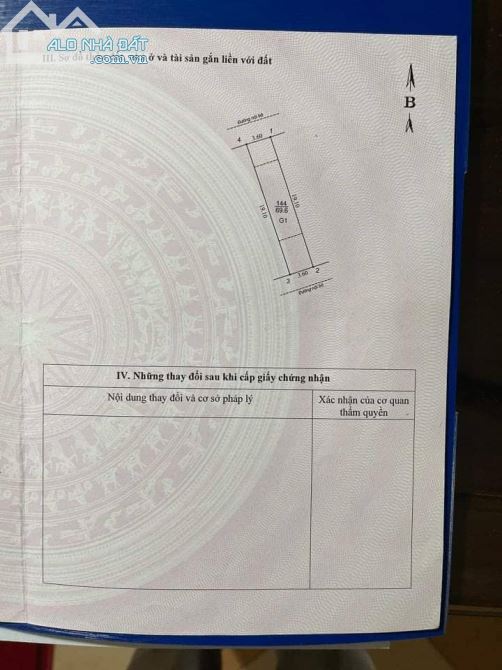 ALO NHÀ ĐẤT
.com.vn
III. Sơ đồ ở và tài sản gắn liền với đất
B
Đường nội bộ
4 3.60 1
19.10 19.10
144
69.6
G1
3 3.60 2
Đường nội bộ
IV. Những thay đổi sau khi cấp giấy chứng nhận
Nội dung thay đổi và cơ sở pháp lý
Xác nhận của cơ quan
thẩm quyền